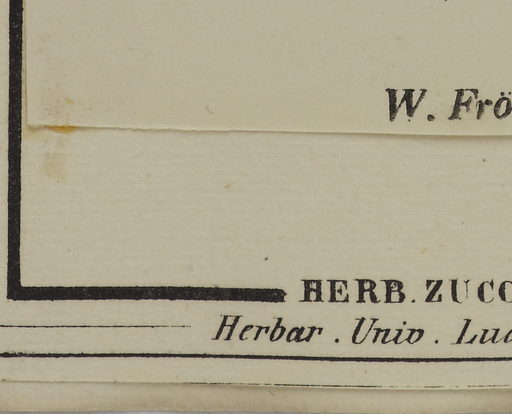 W. Frö
HERB. ZUCC
Herbar. Univ. Lud